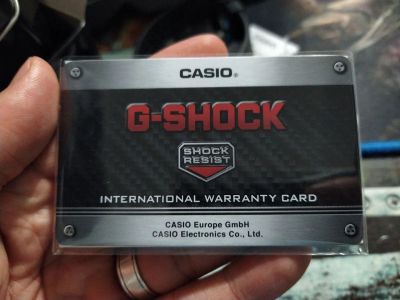 CASIO®
G-SHOCK
SHOCK
RESIST
INTERNATIONAL WARRANTY CARD
CASIO Europe GmbH
CASIO Electronics Co., Ltd.